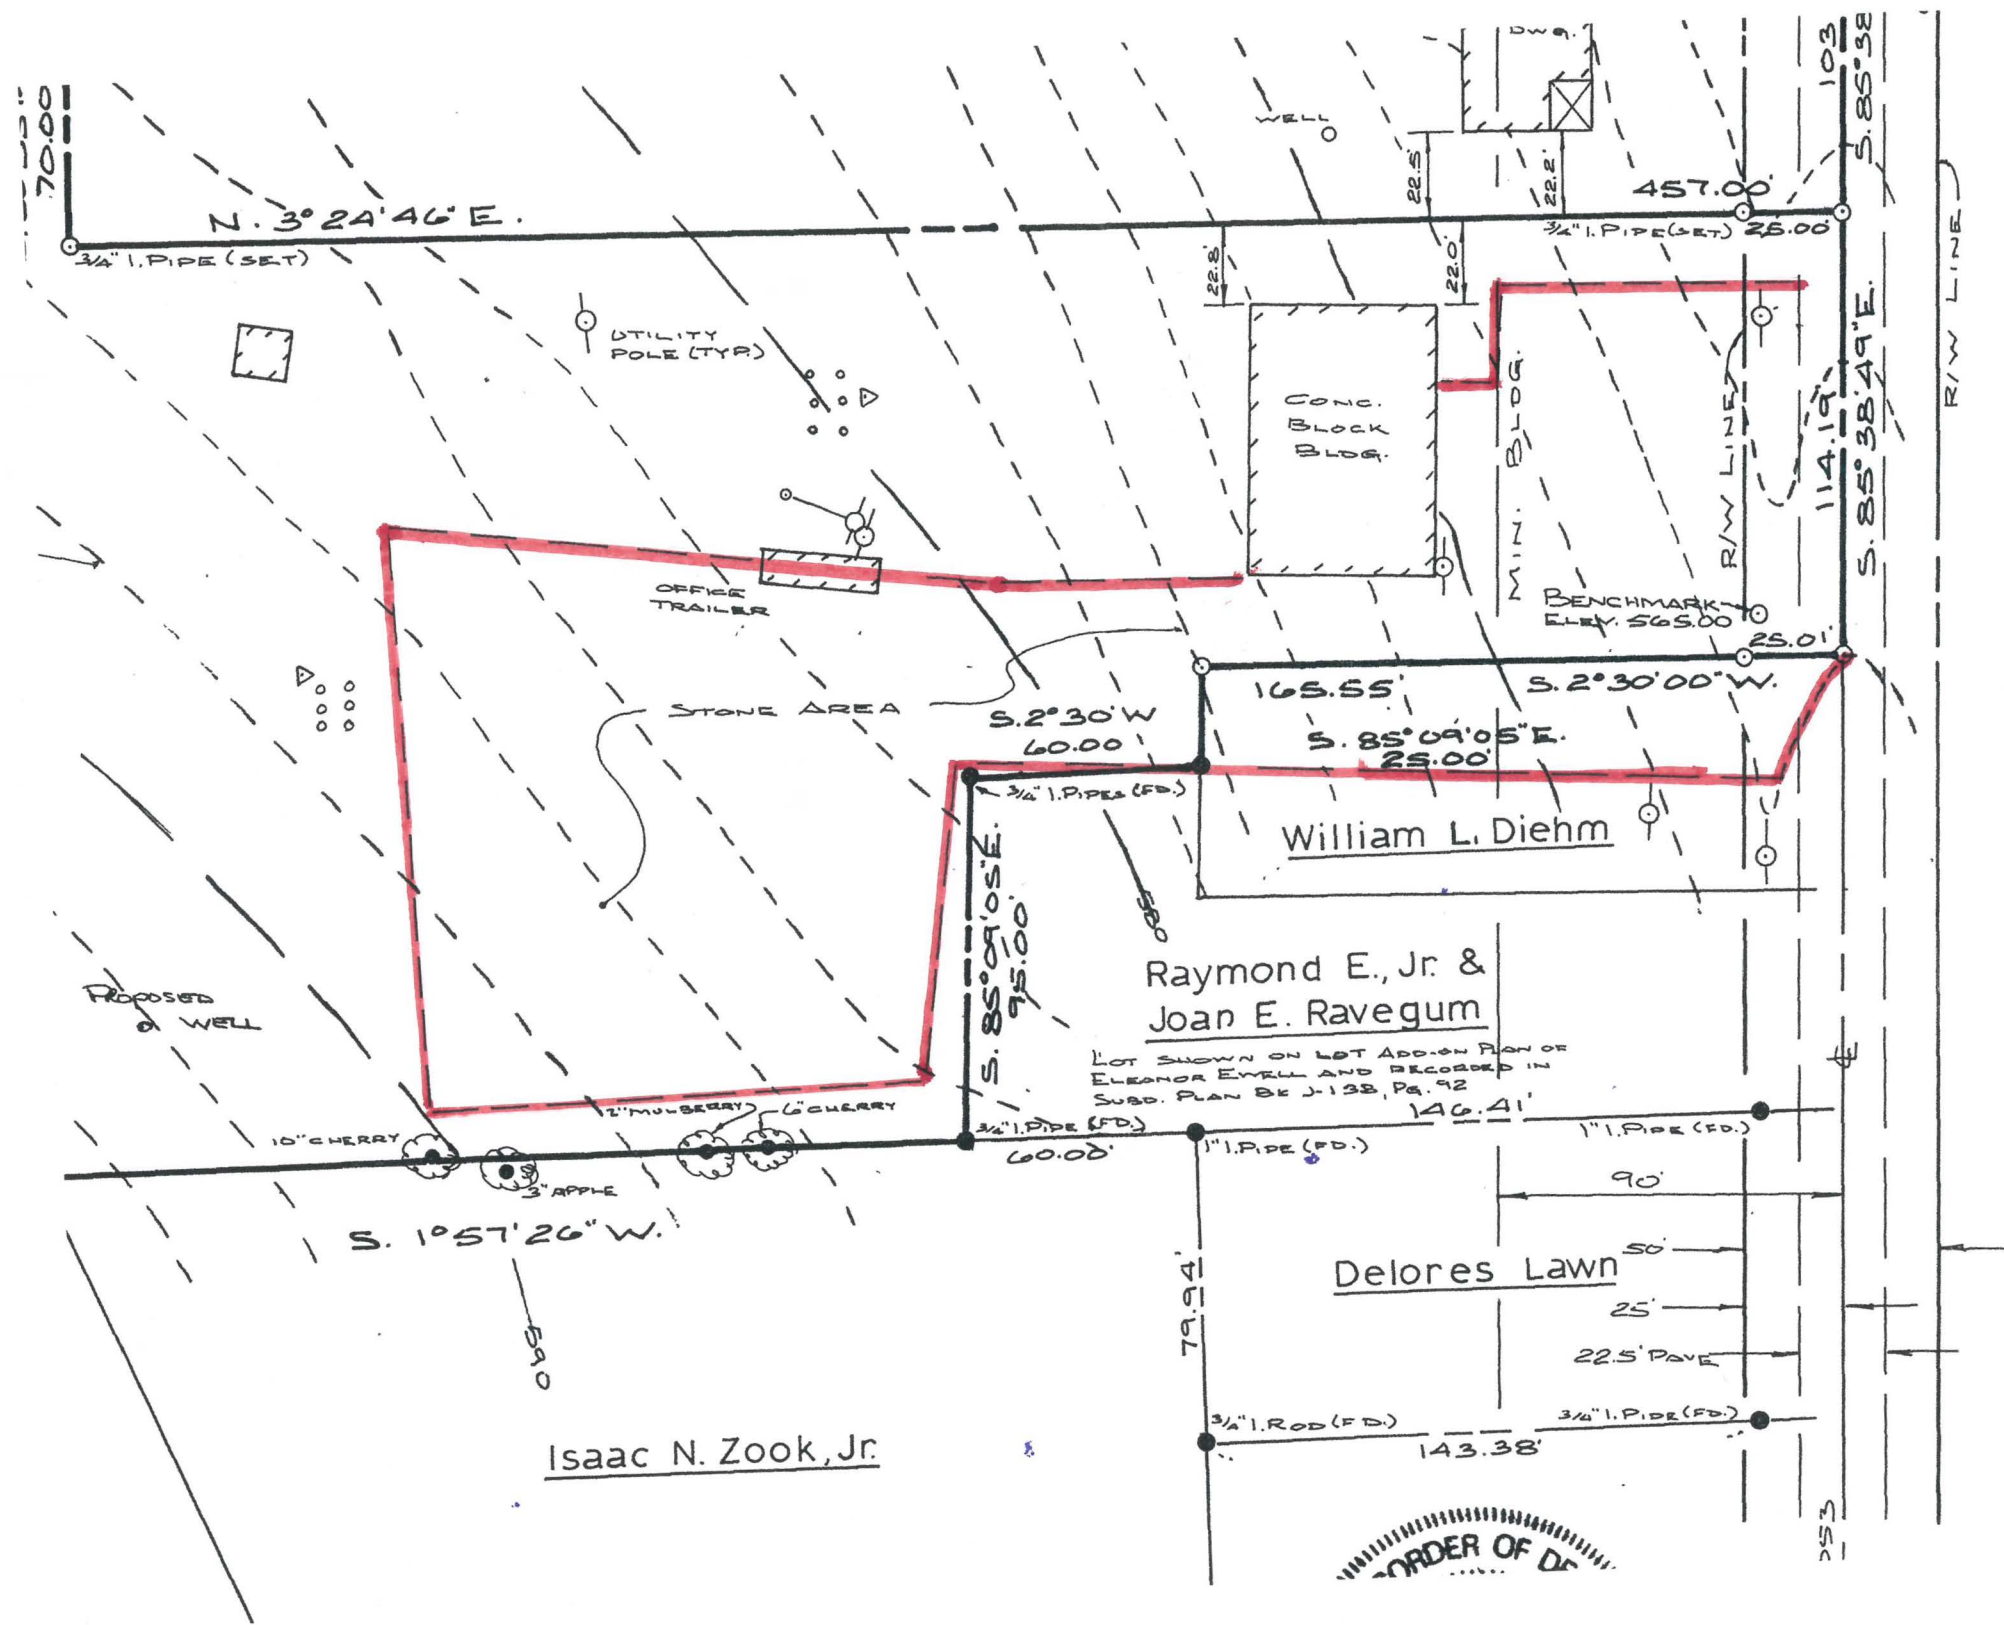 70.00
N. 3°24'46" E.
3/4" I. PIPE (SET)
UTILITY
POLE (TYP.)
WELL
DWG.
22.5'
22.2'
457.00'
3/4" I. PIPE (SET)
25.00'
103
S. 85°38
R/W LINE
22.8'
22.0'
CONC.
BLOCK
BLDG.
MIN. BLDG.
R/W LINE
114.19'
S. 85°38'49" E.
OFFICE
TRAILER
BENCHMARK
ELEV. 565.00
25.01'
STONE AREA
S. 2°30' W
60.00
165.55'
S. 2°30'00" W.
S. 85°09'05" E.
25.00'
3/4" I. PIPES (FD.)
William L. Diehm
S. 85°09'05" E.
95.00'
Raymond E., Jr. &
Joan E. Ravegum
LOT SHOWN ON LOT ADD-ON PLAN OF
ELEANOR EWELL AND RECORDED IN
SUBD. PLAN BK J-138, PG. 92
PROPOSED
WELL
12" MULBERRY
6" CHERRY
10" CHERRY
3" APPLE
3/4" I. PIPE (FD.)
60.00'
1" I. PIPE (FD.)
146.41'
1" I. PIPE (FD.)
S. 1°57'26" W.
590
90'
50'
25'
22.5' PAVE
79.94'
Delores Lawn
3/4" I. ROD (FD.)
3/4" I. PIPE (FD.)
143.38'
Isaac N. Zook, Jr.
ORDER OF DE